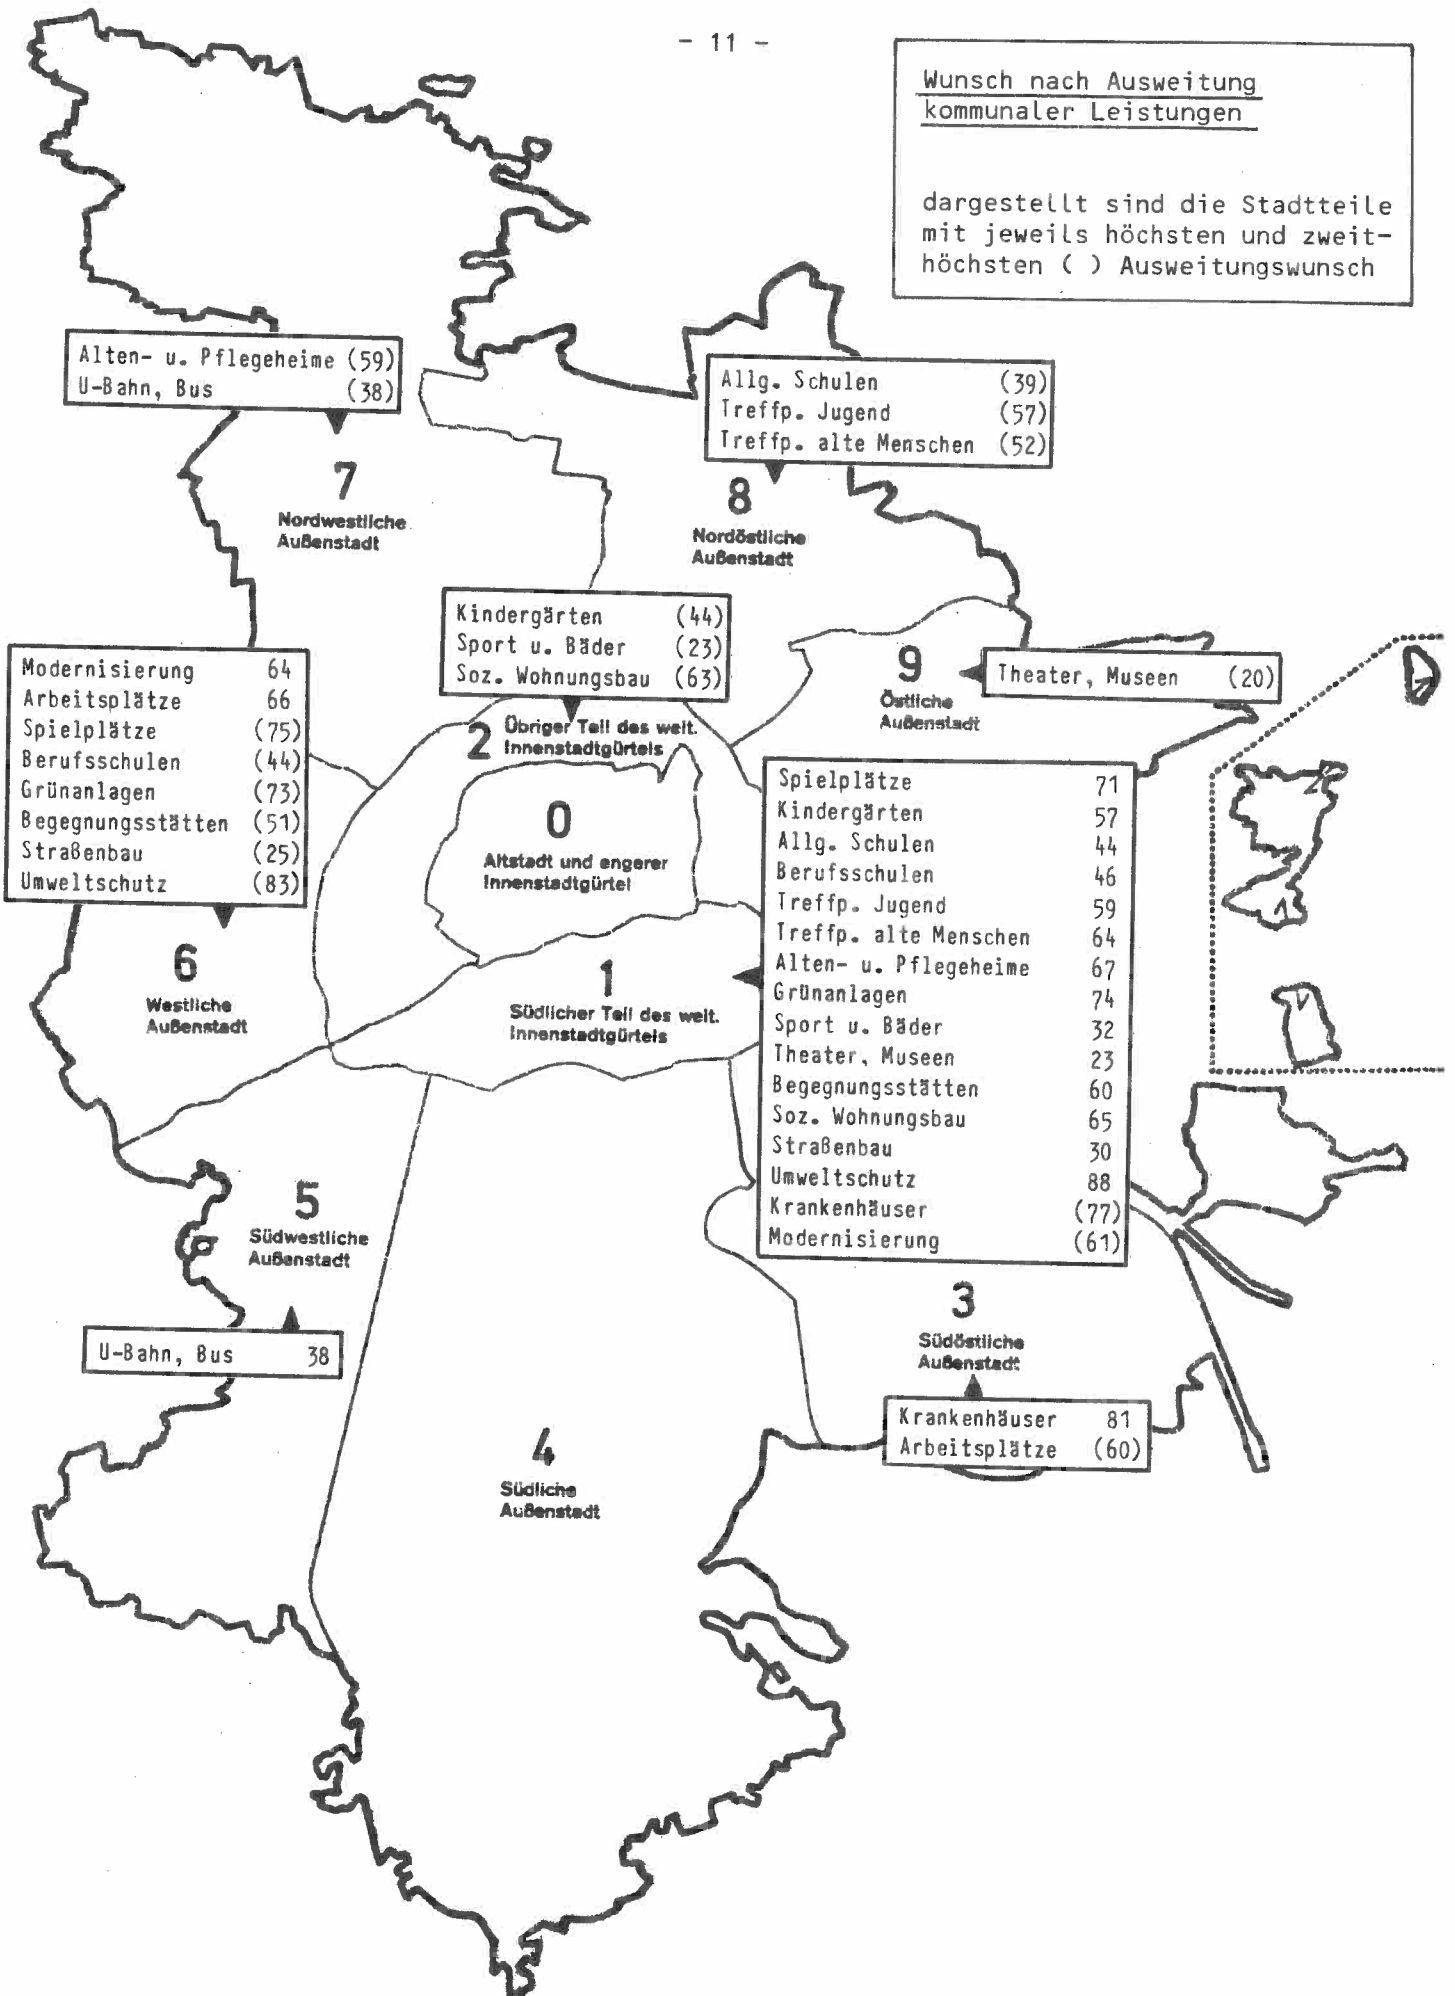 - 11 -
Wunsch nach Ausweitung
kommunaler Leistungen
dargestellt sind die Stadtteile
mit jeweils höchsten und zweit-
höchsten ( ) Ausweitungswunsch
Alten- u. Pflegeheime (59)
U-Bahn, Bus (38)
Allg. Schulen (39)
Treffp. Jugend (57)
Treffp. alte Menschen (52)
7
Nordwestliche
Außenstadt
8
Nordöstliche
Außenstadt
Kindergärten (44)
Sport u. Bäder (23)
Soz. Wohnungsbau (63)
9
Östliche
Außenstadt
Theater, Museen (20)
Modernisierung 64
Arbeitsplätze 66
Spielplätze (75)
Berufsschulen (44)
Grünanlagen (73)
Begegnungsstätten (51)
Straßenbau (25)
Umweltschutz (83)
2 Übriger Teil des weit.
Innenstadtgürtels
0
Altstadt und engerer
Innenstadtgürtel
Spielplätze 71
Kindergärten 57
Allg. Schulen 44
Berufsschulen 46
Treffp. Jugend 59
Treffp. alte Menschen 64
Alten- u. Pflegeheime 67
Grünanlagen 74
Sport u. Bäder 32
Theater, Museen 23
Begegnungsstätten 60
Soz. Wohnungsbau 65
Straßenbau 30
Umweltschutz 88
Krankenhäuser (77)
Modernisierung (61)
6
Westliche
Außenstadt
1
Südlicher Teil des weit.
Innenstadtgürtels
5
Südwestliche
Außenstadt
U-Bahn, Bus 38
3
Südöstliche
Außenstadt
Krankenhäuser 81
Arbeitsplätze (60)
4
Südliche
Außenstadt